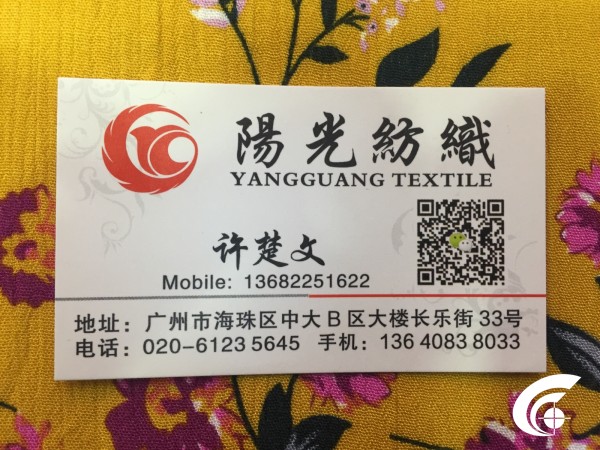 陽光紡織
YANGGUANG TEXTILE
许楚文
Mobile: 13682251622
地址：广州市海珠区中大B区大楼长乐街33号
电话：020-6123 5645 手机：136 4083 8033